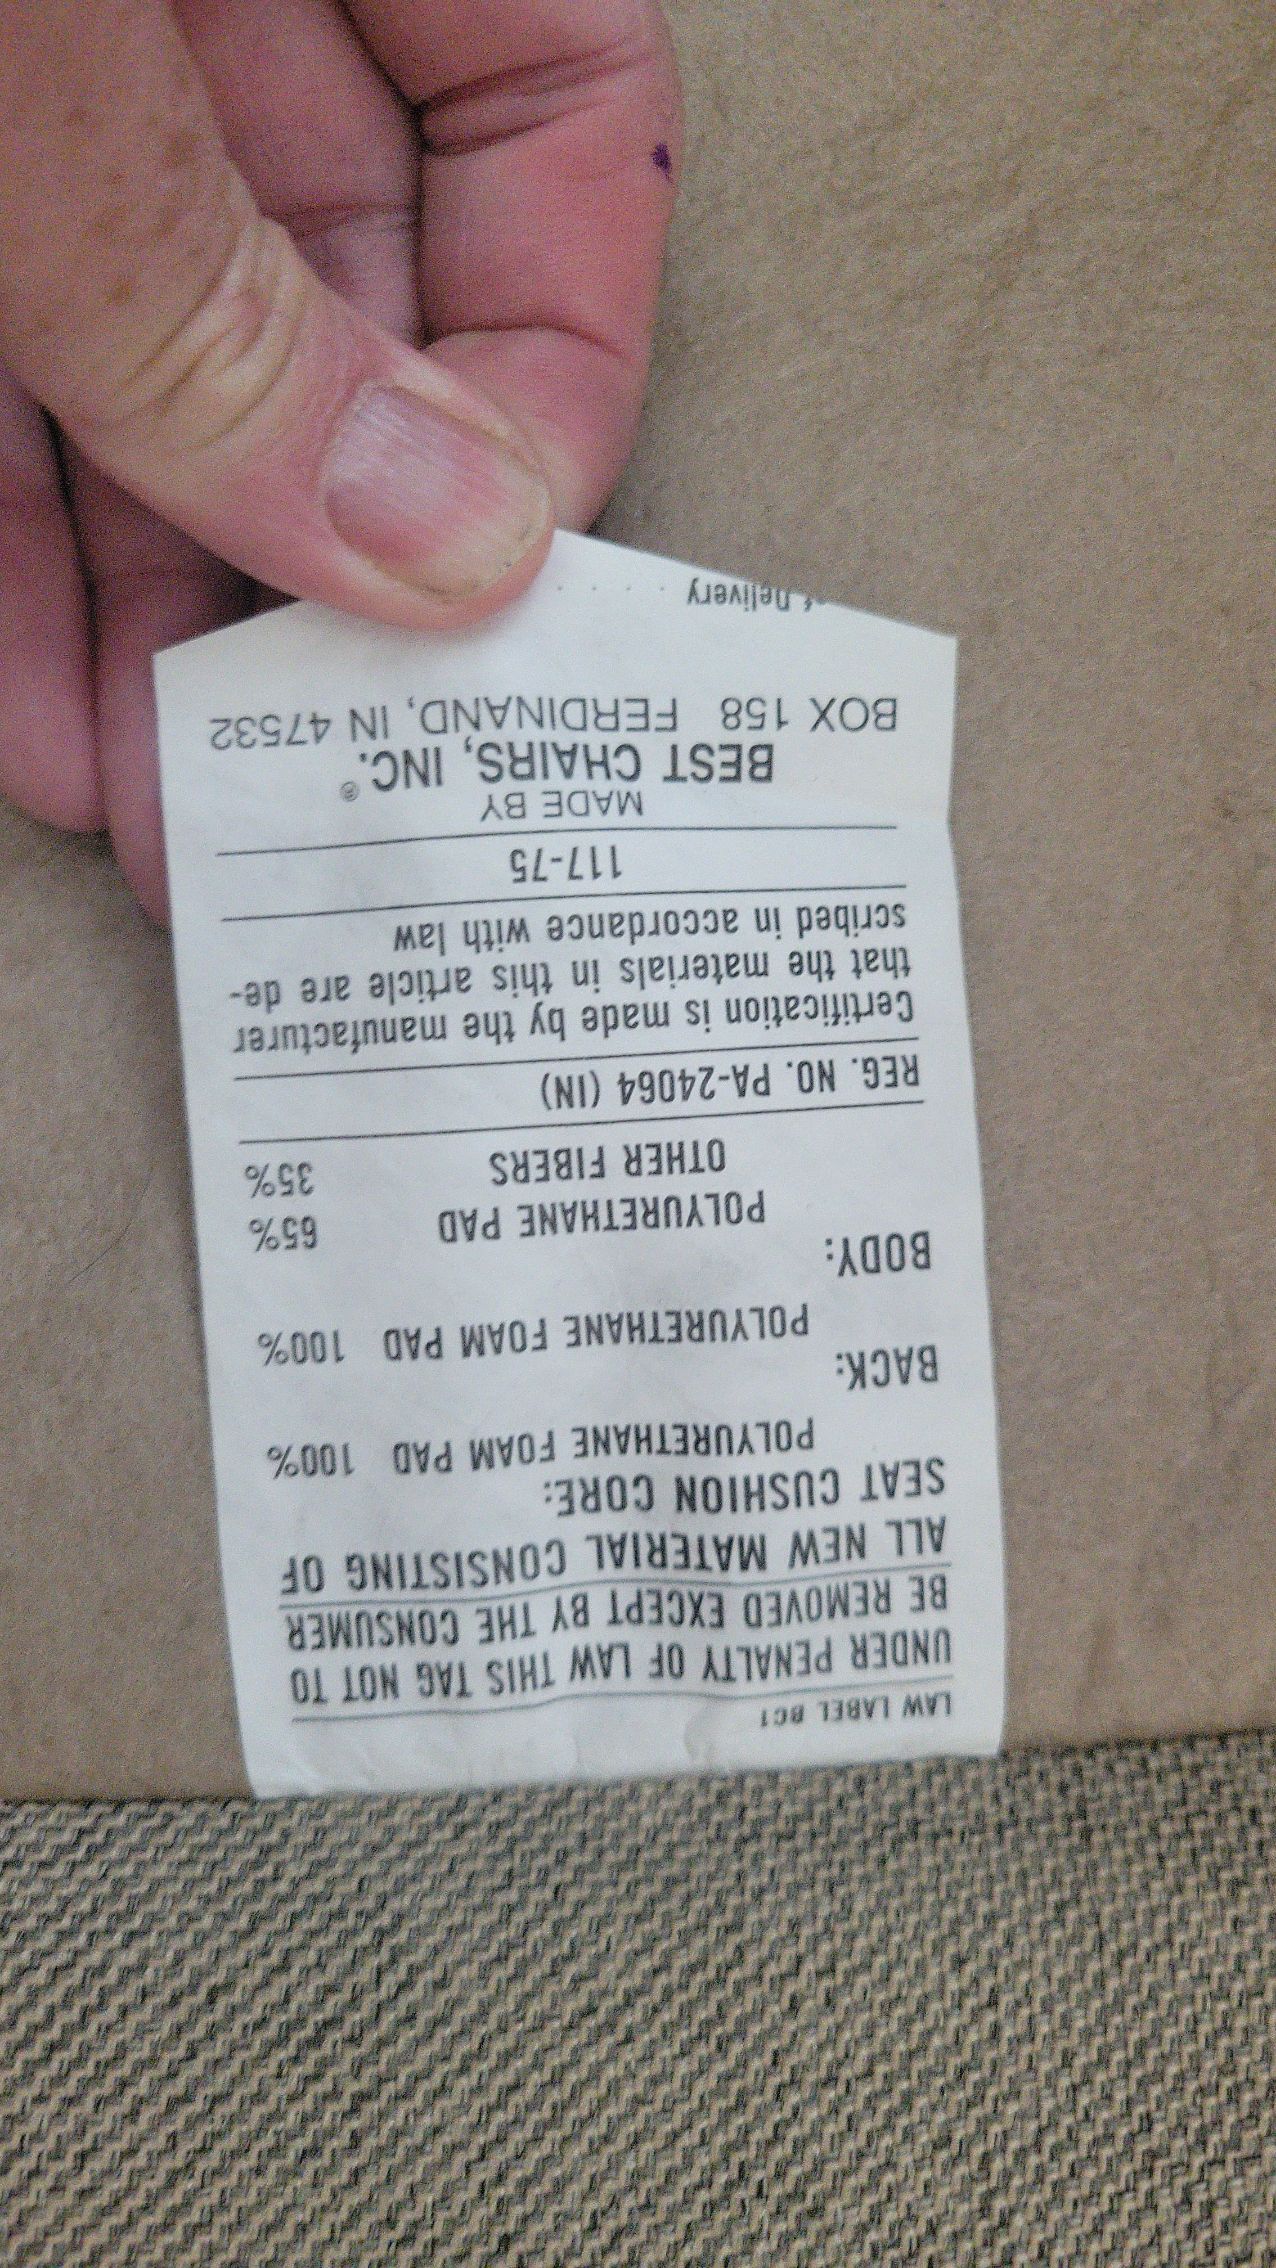 LAW LABEL BC1
UNDER PENALTY OF LAW THIS TAG NOT TO
BE REMOVED EXCEPT BY THE CONSUMER
ALL NEW MATERIAL CONSISTING OF
SEAT CUSHION CORE:
POLYURETHANE FOAM PAD 100%
BACK:
POLYURETHANE FOAM PAD 100%
BODY:
POLYURETHANE PAD 65%
OTHER FIBERS 35%
REG. NO. PA-24064 (IN)
Certification is made by the manufacturer
that the materials in this article are de-
scribed in accordance with law
117-75
MADE BY
BEST CHAIRS, INC.®
BOX 158 FERDINAND, IN 47532
of Delivery . . . .